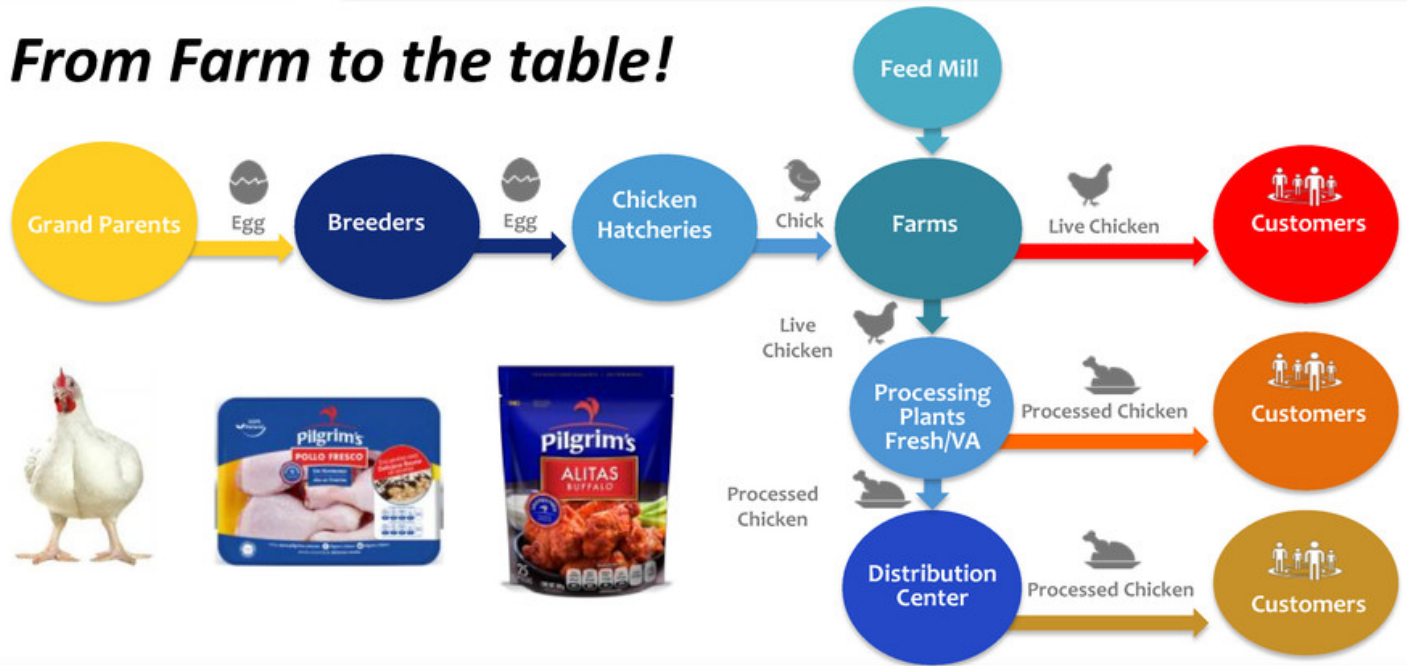 From Farm to the table!
Feed Mill
Grand Parents
Egg
Breeders
Egg
Chicken
Hatcheries
Chick
Farms
Live Chicken
Customers
Live
Chicken
Processing
Plants
Fresh/VA
Processed Chicken
Customers
Processed
Chicken
Distribution
Center
Processed Chicken
Customers
Pilgrim's
POLLO FRESCO
Pilgrim's
ALITAS
BUFFALO
25